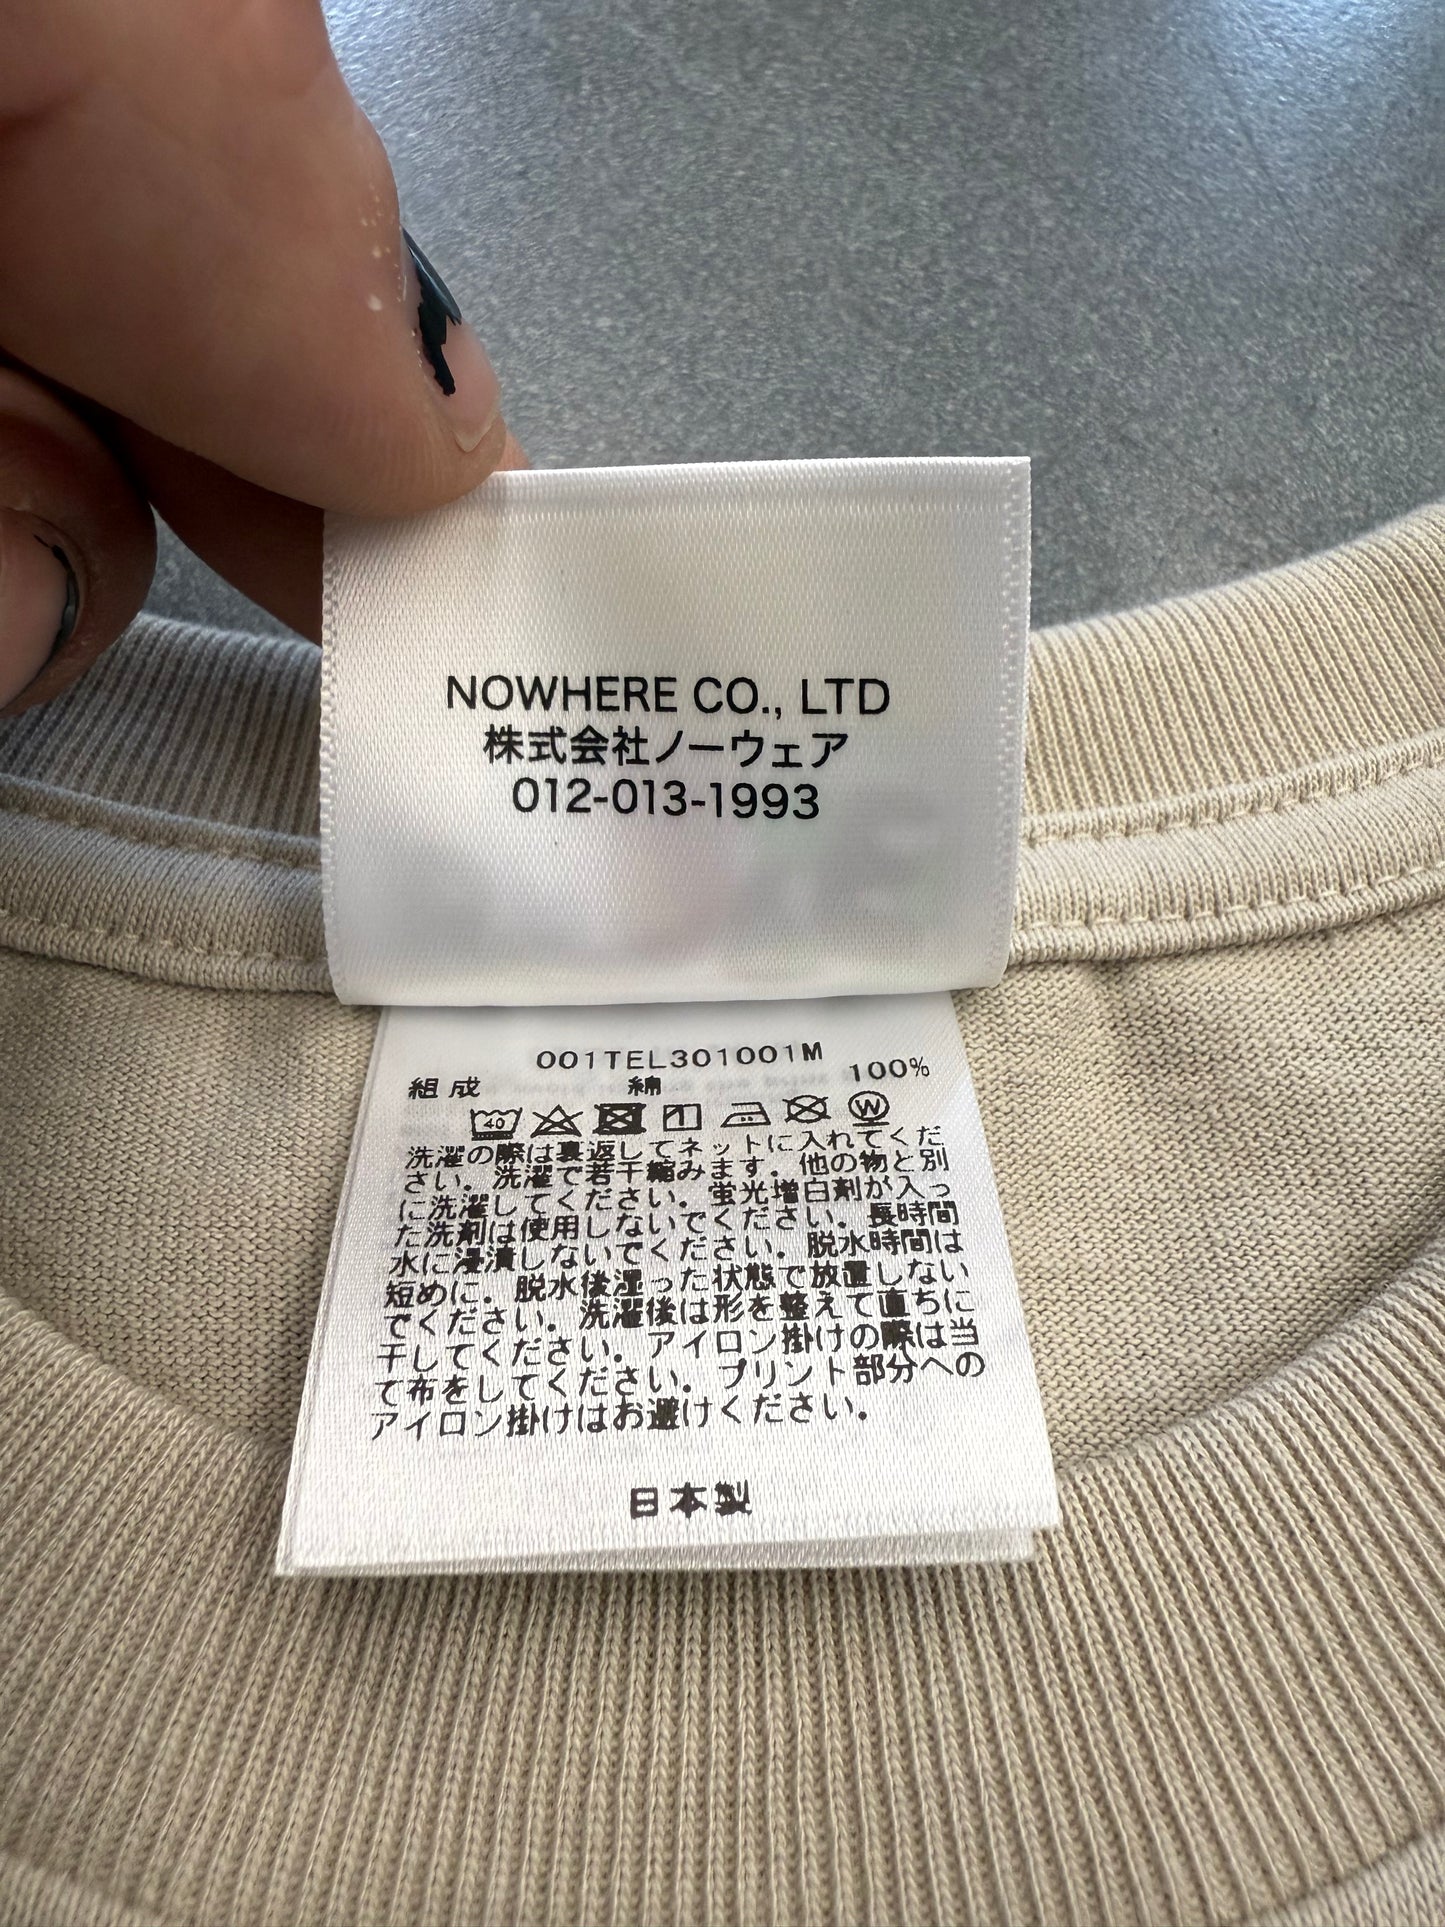 NOWHERE CO., LTD
株式会社ノーウェア
012-013-1993
001TEL301001M
組成 綿 100%
40 W
洗濯の際は裏返してネットに入れてくだ
さい。洗濯で若干縮みます。他の物と別
に洗濯してください。蛍光増白剤が入っ
た洗剤は使用しないでください。長時間
水に浸漬しないでください。脱水時間は
短めに。脱水後湿った状態で放置しない
でください。洗濯後は形を整えて直ちに
干してください。アイロン掛けの際は当
て布をしてください。プリント部分への
アイロン掛けはお避けください。
日本製